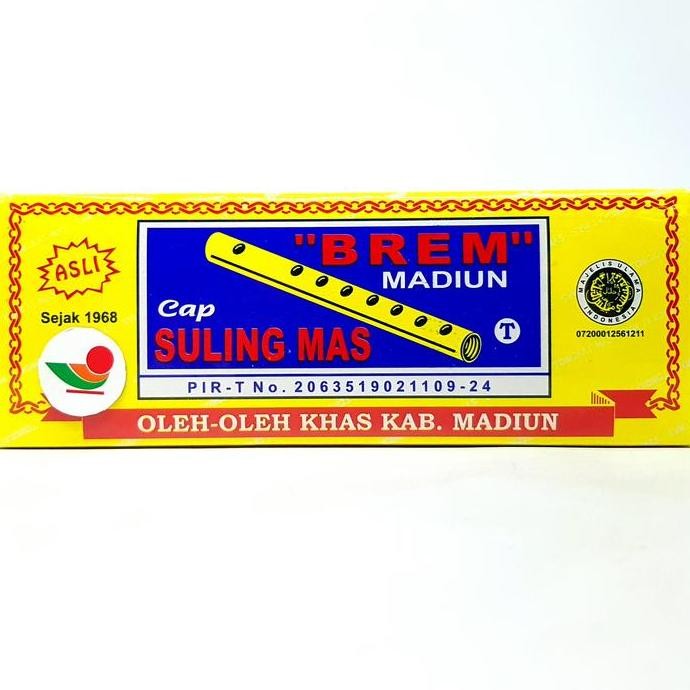 ASLI
Sejak 1968
"BREM"
MADIUN
Cap
SULING MAS
T
PIR-T No. 2063519021109-24
MAJELIS ULAMA
INDONESIA
07200012561211
OLEH-OLEH KHAS KAB. MADIUN